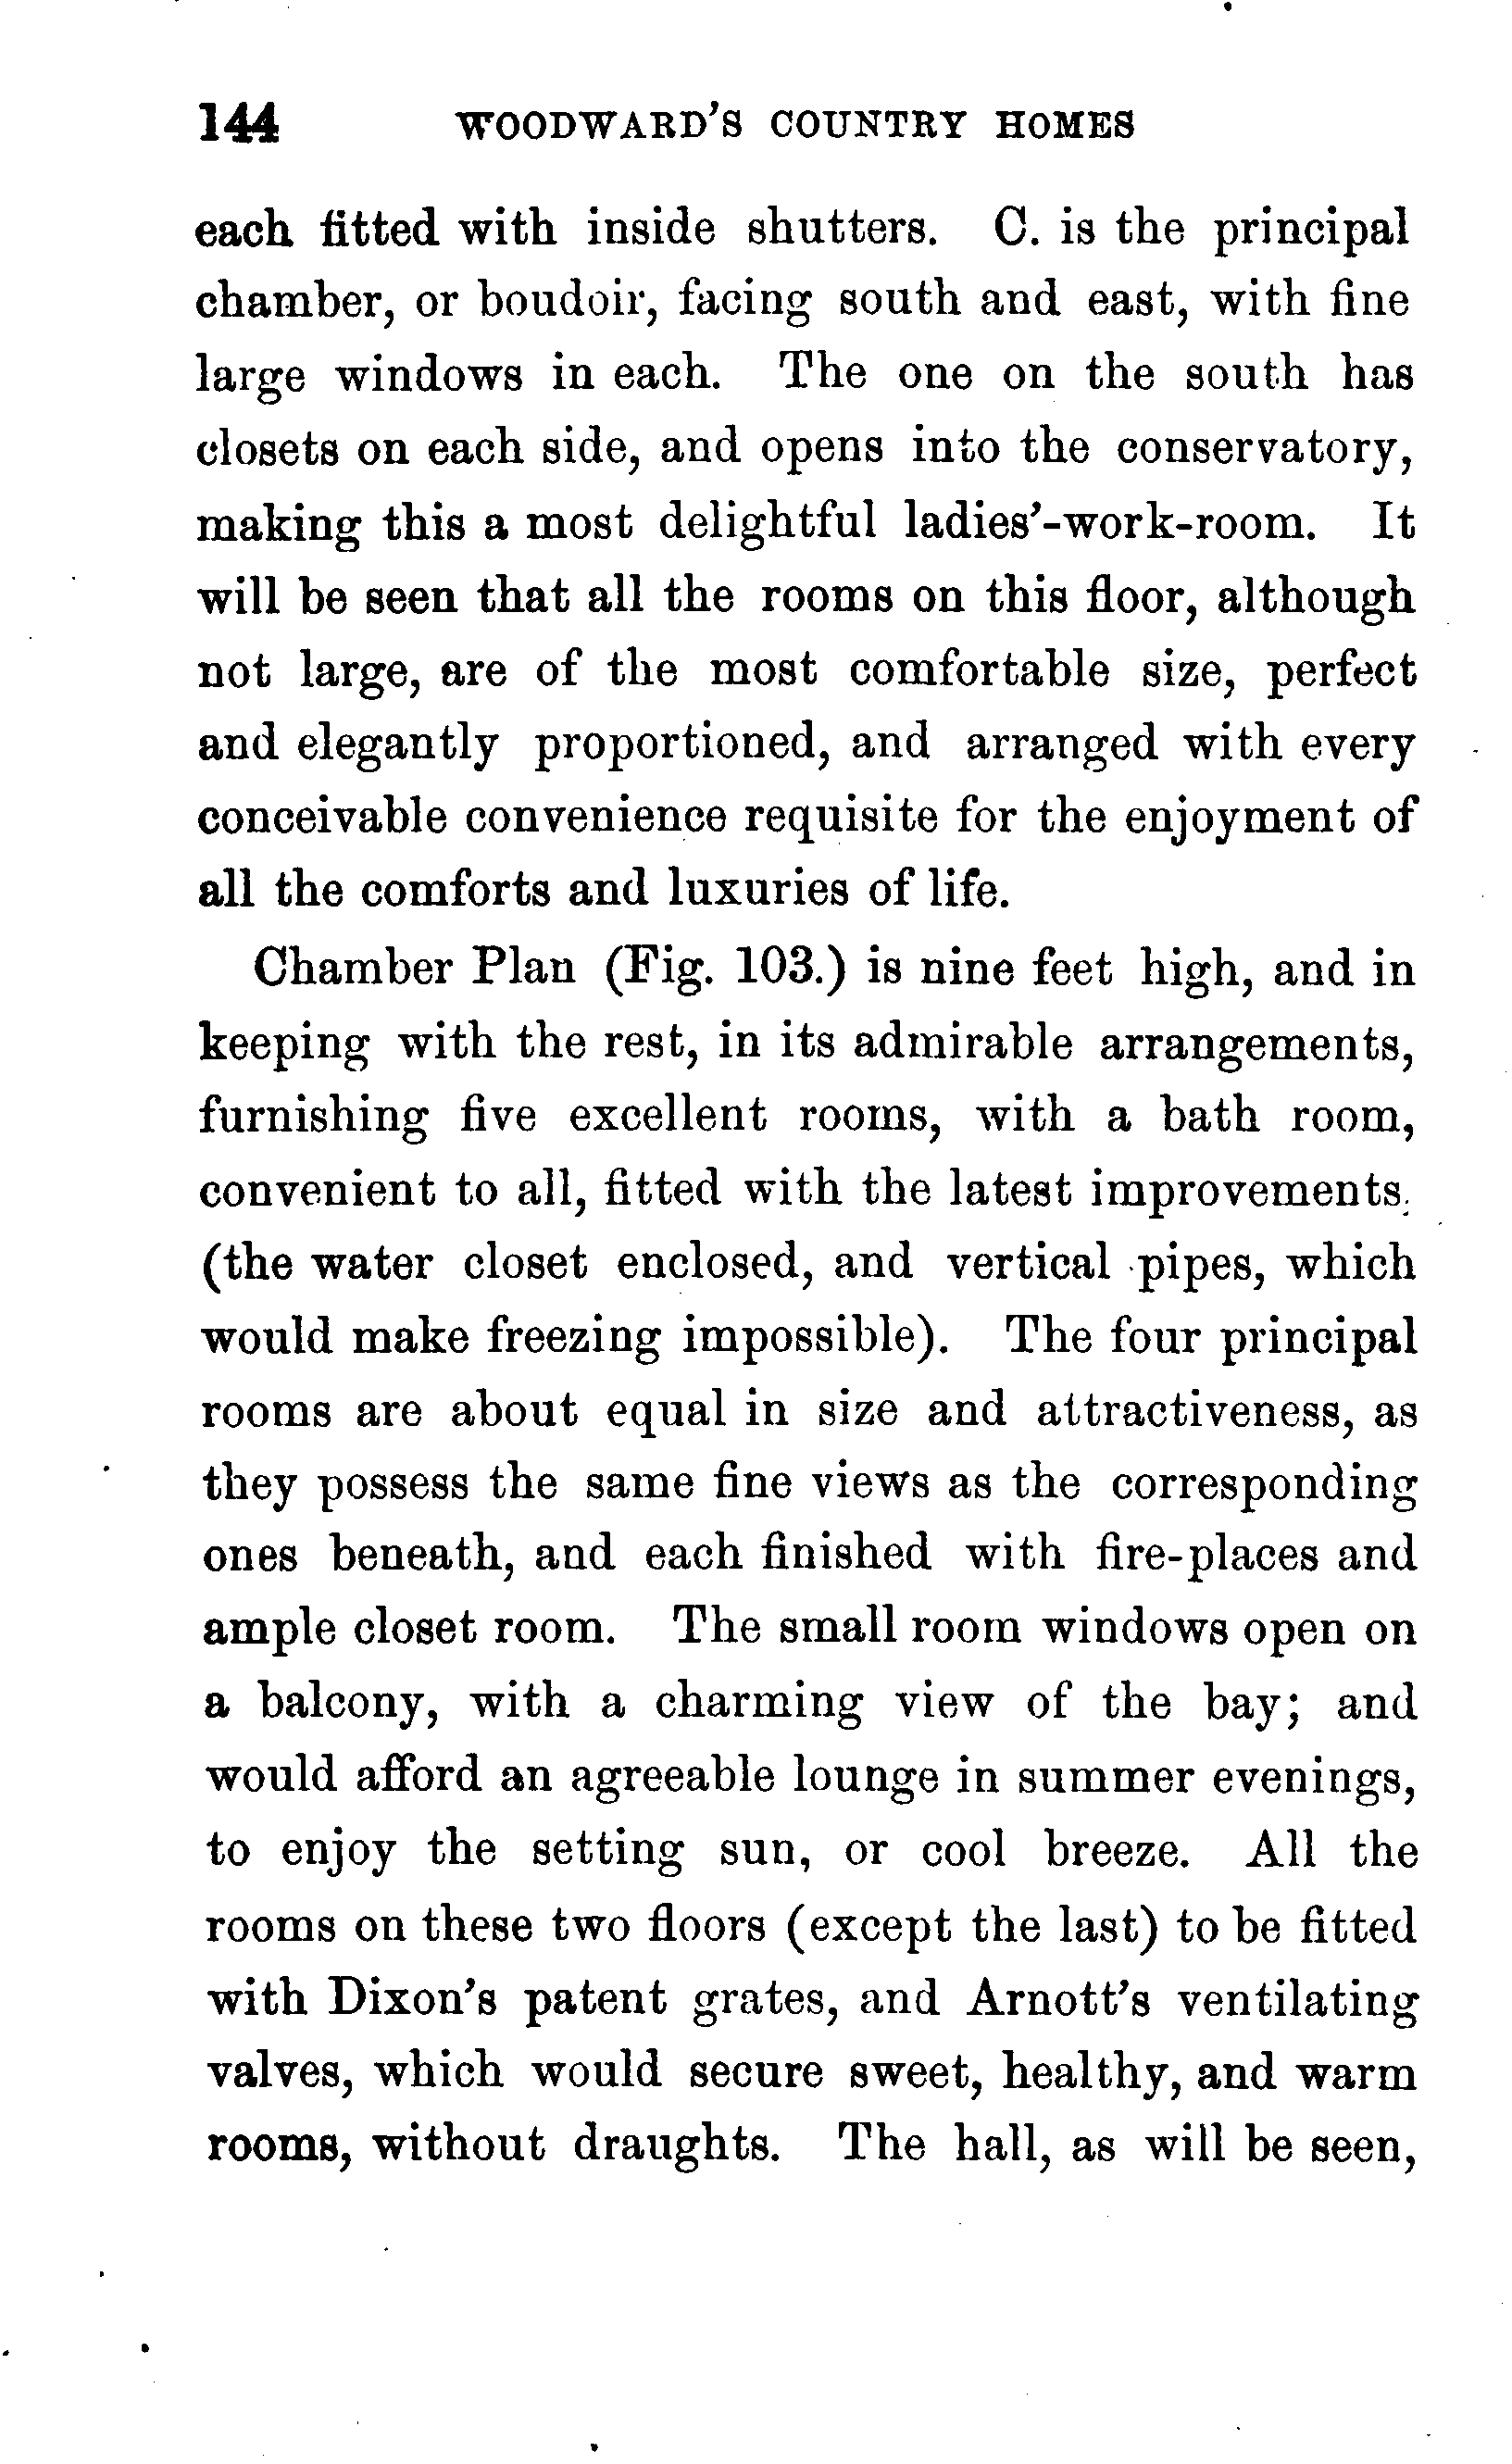 144 WOODWARD'S COUNTRY HOMES
each fitted with inside shutters. C. is the principal
chamber, or boudoir, facing south and east, with fine
large windows in each. The one on the south has
closets on each side, and opens into the conservatory,
making this a most delightful ladies'-work-room. It
will be seen that all the rooms on this floor, although
not large, are of the most comfortable size, perfect
and elegantly proportioned, and arranged with every
conceivable convenience requisite for the enjoyment of
all the comforts and luxuries of life.
Chamber Plan (Fig. 103.) is nine feet high, and in
keeping with the rest, in its admirable arrangements,
furnishing five excellent rooms, with a bath room,
convenient to all, fitted with the latest improvements.
(the water closet enclosed, and vertical pipes, which
would make freezing impossible). The four principal
rooms are about equal in size and attractiveness, as
they possess the same fine views as the corresponding
ones beneath, and each finished with fire-places and
ample closet room. The small room windows open on
a balcony, with a charming view of the bay; and
would afford an agreeable lounge in summer evenings,
to enjoy the setting sun, or cool breeze. All the
rooms on these two floors (except the last) to be fitted
with Dixon's patent grates, and Arnott's ventilating
valves, which would secure sweet, healthy, and warm
rooms, without draughts. The hall, as will be seen,